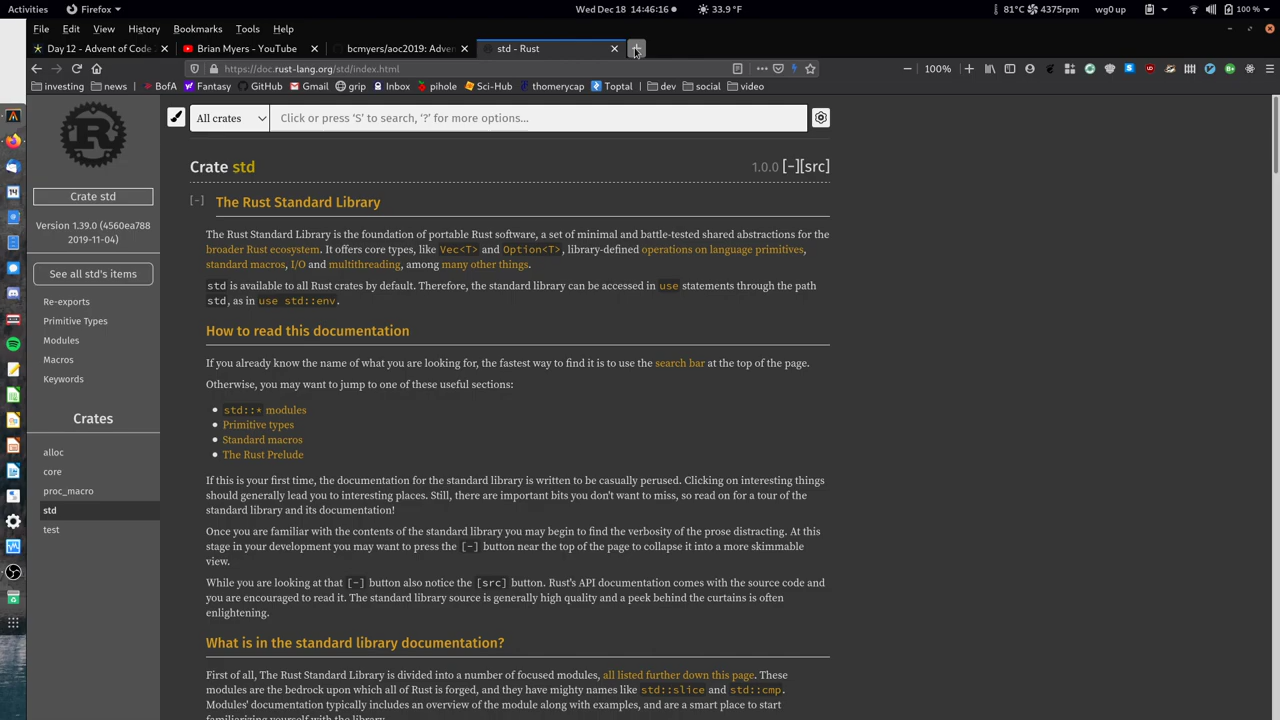 Activities
Firefox
Wed Dec 18 14:46:16
33.9 °F
81°C
4375rpm
wg0 up
100 %
File Edit View History Bookmarks Tools Help
Day 12 - Advent of Code
Brian Myers - YouTube
bcmyers/aoc2019: Adven
std - Rust
https://doc.rust-lang.org/std/index.html
100%
investing
news
BofA
Fantasy
GitHub
Gmail
grip
Inbox
pihole
Sci-Hub
thomerycap
Toptal
dev
social
video
All crates
Click or press ‘S’ to search, ‘?’ for more options…
Crate std
Version 1.39.0 (4560ea788
2019-11-04)
See all std's items
Re-exports
Primitive Types
Modules
Macros
Keywords
Crates
alloc
core
proc_macro
std
test
Crate std
1.0.0 [-][src]
[-] The Rust Standard Library
The Rust Standard Library is the foundation of portable Rust software, a set of minimal and battle-tested shared abstractions for the
broader Rust ecosystem. It offers core types, like Vec<T> and Option<T>, library-defined operations on language primitives,
standard macros, I/O and multithreading, among many other things.
std is available to all Rust crates by default. Therefore, the standard library can be accessed in use statements through the path
std, as in use std::env.
How to read this documentation
If you already know the name of what you are looking for, the fastest way to find it is to use the search bar at the top of the page.
Otherwise, you may want to jump to one of these useful sections:
• std::* modules
• Primitive types
• Standard macros
• The Rust Prelude
If this is your first time, the documentation for the standard library is written to be casually perused. Clicking on interesting things
should generally lead you to interesting places. Still, there are important bits you don't want to miss, so read on for a tour of the
standard library and its documentation!
Once you are familiar with the contents of the standard library you may begin to find the verbosity of the prose distracting. At this
stage in your development you may want to press the [-] button near the top of the page to collapse it into a more skimmable
view.
While you are looking at that [-] button also notice the [src] button. Rust's API documentation comes with the source code and
you are encouraged to read it. The standard library source is generally high quality and a peek behind the curtains is often
enlightening.
What is in the standard library documentation?
First of all, The Rust Standard Library is divided into a number of focused modules, all listed further down this page. These
modules are the bedrock upon which all of Rust is forged, and they have mighty names like std::slice and std::cmp.
Modules' documentation typically includes an overview of the module along with examples, and are a smart place to start
familiarizing yourself with the library.